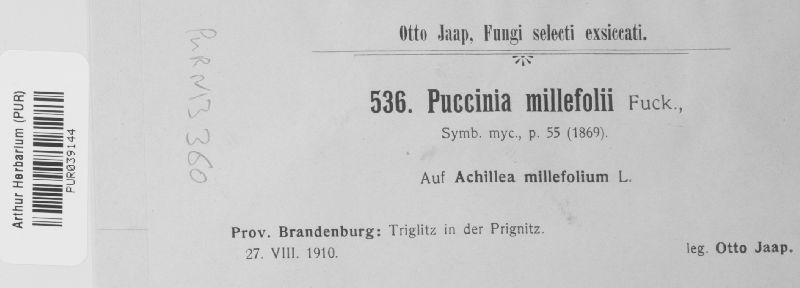 Otto Jaap, Fungi selecti exsiccati.
536. Puccinia millefolii Fuck.,
Symb. myc., p. 55 (1869).
Auf Achillea millefolium L.
Prov. Brandenburg: Triglitz in der Prignitz.
27. VIII. 1910.
leg. Otto Jaap.
Arthur Herbarium (PUR)
PUR039144
PURN13360